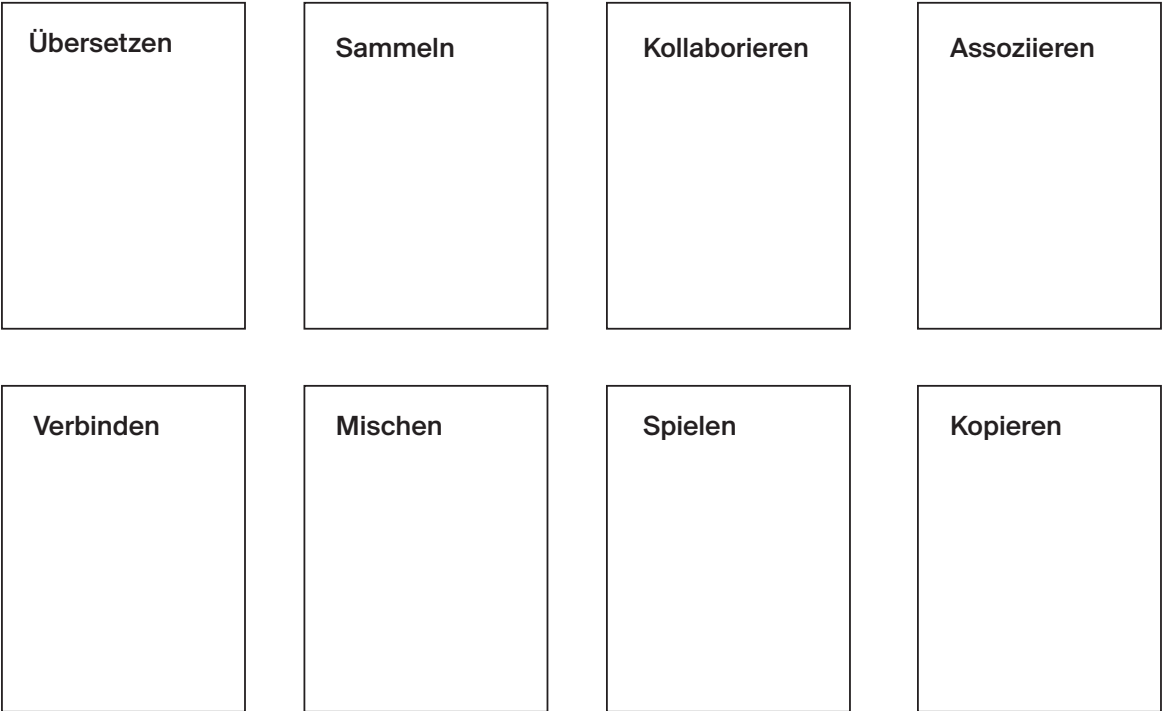 Übersetzen
Sammeln
Kollaborieren
Assoziieren
Verbinden
Mischen
Spielen
Kopieren